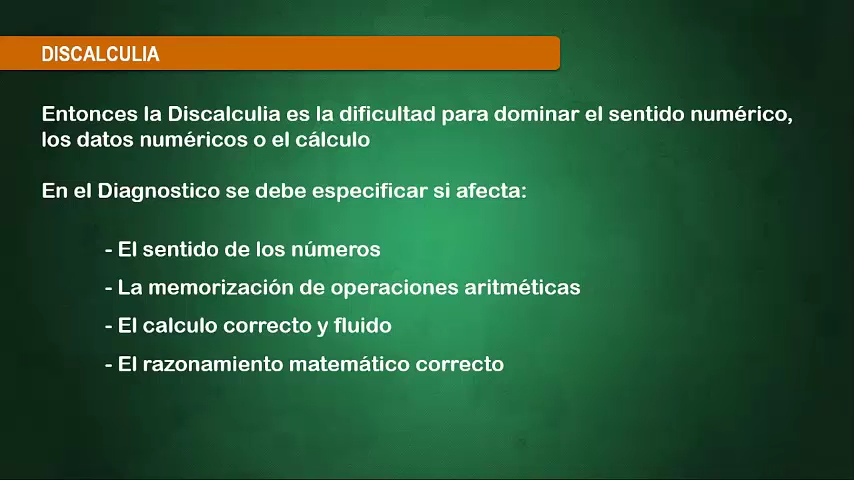 DISCALCULIA
Entonces la Discalculia es la dificultad para dominar el sentido numérico,
los datos numéricos o el cálculo
En el Diagnostico se debe especificar si afecta:
- El sentido de los números
- La memorización de operaciones aritméticas
- El calculo correcto y fluido
- El razonamiento matemático correcto